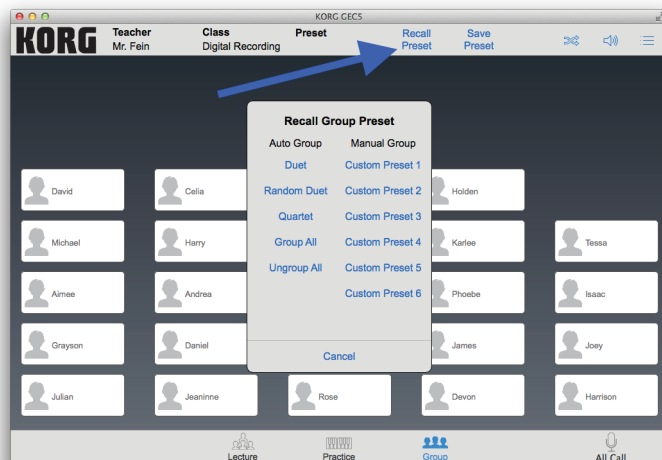 KORG GEC5
KORG
Teacher
Mr. Fein
Class
Digital Recording
Preset
Recall
Preset
Save
Preset
Recall Group Preset
Auto Group
Manual Group
Duet
Custom Preset 1
Random Duet
Custom Preset 2
Quartet
Custom Preset 3
Group All
Custom Preset 4
Ungroup All
Custom Preset 5
Custom Preset 6
Cancel
David
Celia
Holden
Michael
Harry
Karlee
Tessa
Aimee
Andrea
Phoebe
Isaac
Grayson
Daniel
James
Joey
Julian
Jeaninne
Rose
Devon
Harrison
Lecture
Practice
Group
All Call